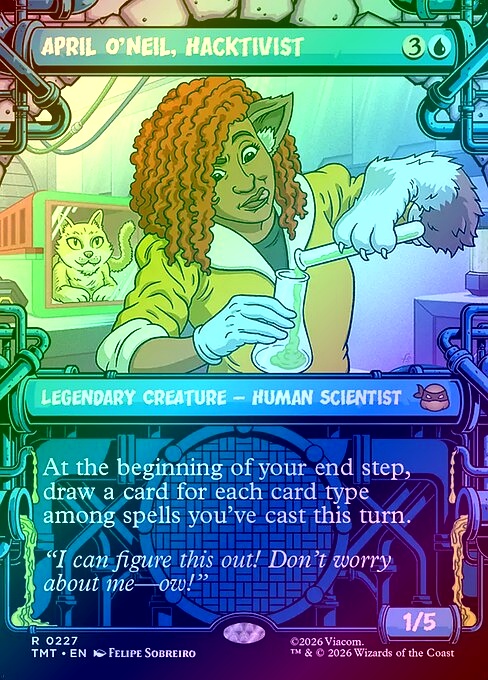 APRIL O'NEIL, HACKTIVIST 3
LEGENDARY CREATURE – HUMAN SCIENTIST
At the beginning of your end step,
draw a card for each card type
among spells you've cast this turn.
"I can figure this out! Don't worry
about me—ow!"
1/5
R 0227
TMT • EN FELIPE SOBREIRO
©2026 Viacom.
™ & © 2026 Wizards of the Coast